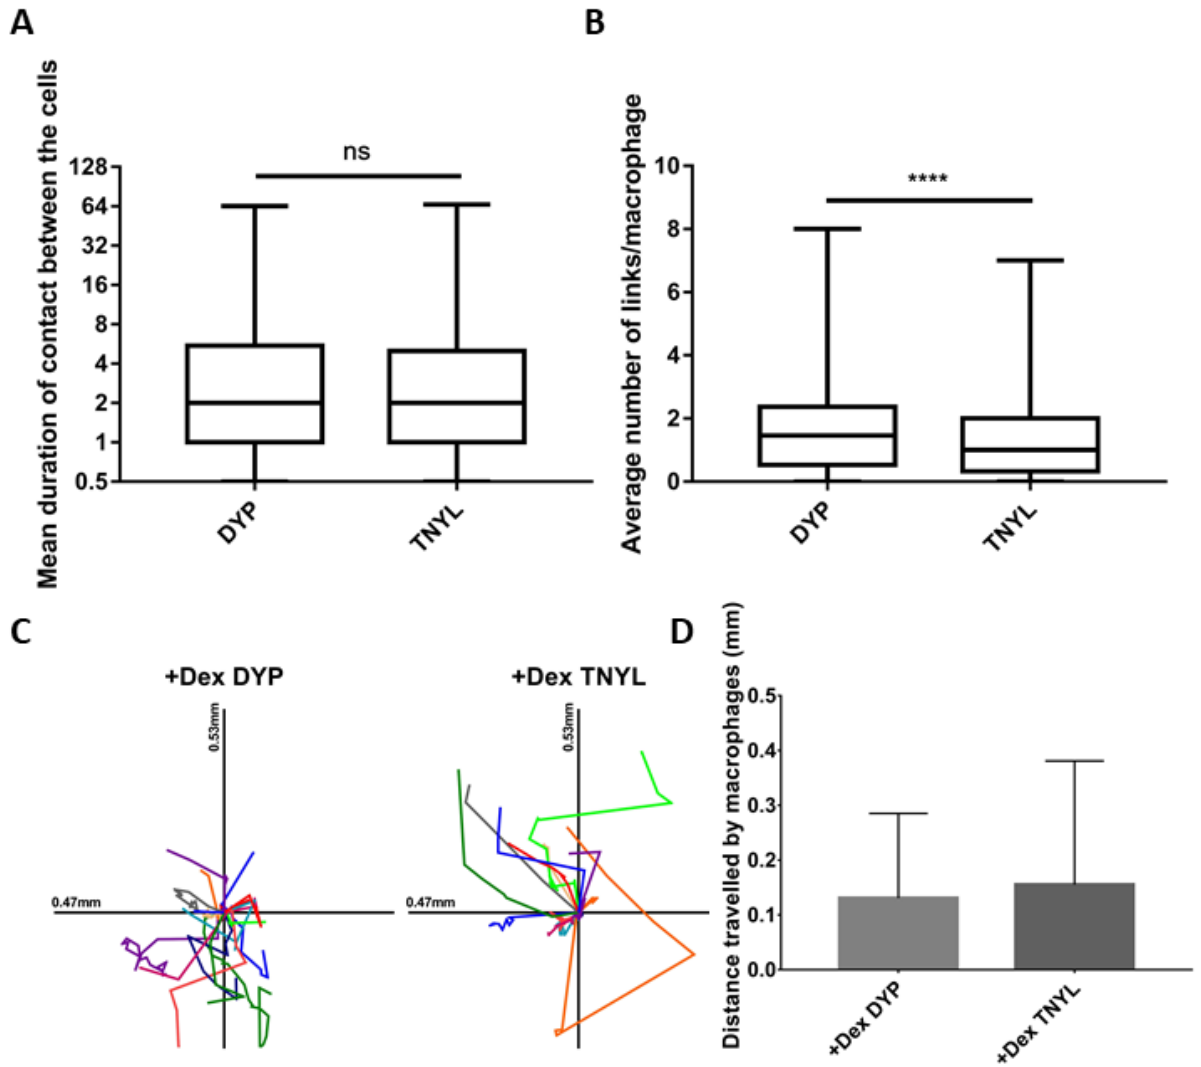 A
Mean duration of contact between the cells
128
64
32
16
8
4
2
1
0.5
ns
DYP
TNYL
B
Average number of links/macrophage
10
8
6
4
2
0
****
DYP
TNYL
C
+Dex DYP
0.53mm
0.47mm
+Dex TNYL
0.53mm
0.47mm
D
Distance travelled by macrophages (mm)
0.5
0.4
0.3
0.2
0.1
0.0
+Dex DYP
+Dex TNYL